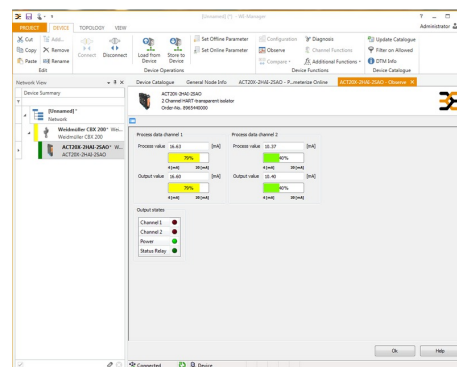 [Unnamed] (*) - WI-Manager
PROJECT DEVICE TOPOLOGY VIEW
Administrator
Cut Add... Connect Disconnect Load from Device Store to Device Set Offline Parameter Configuration Diagnosis Update Catalogue
Copy Remove Set Online Parameter Observe Channel Functions Filter on Allowed
Paste Rename Compare Additional Functions DTM Info
Edit Device Operations Device Functions Device Catalogue
Network View
Device Catalogue General Node Info ACT20X-2HAI-2SAO - P...meterize Online ACT20X-2HAI-2SAO - Observe
Device Summary
[Unnamed]*
Network
Weidmüller CBX 200* Wei...
Weidmüller CBX 200
ACT20X-2HAI-2SAO* W...
ACT20X-2HAI-2SAO
ACT20X-2HAI-2SAO
2 Channel HART-transparent isolator
Order-No. 8965440000
Process data channel 1 Process data channel 2
Process value 16.63 [mA] Process value 10.37 [mA]
79% 40%
4 [mA] 20 [mA] 4 [mA] 20 [mA]
Output value 16.60 [mA] Output value 10.40 [mA]
79% 40%
4 [mA] 20 [mA] 4 [mA] 20 [mA]
Output states
Channel 1
Channel 2
Power
Status Relay
Ok Help
Connected Device